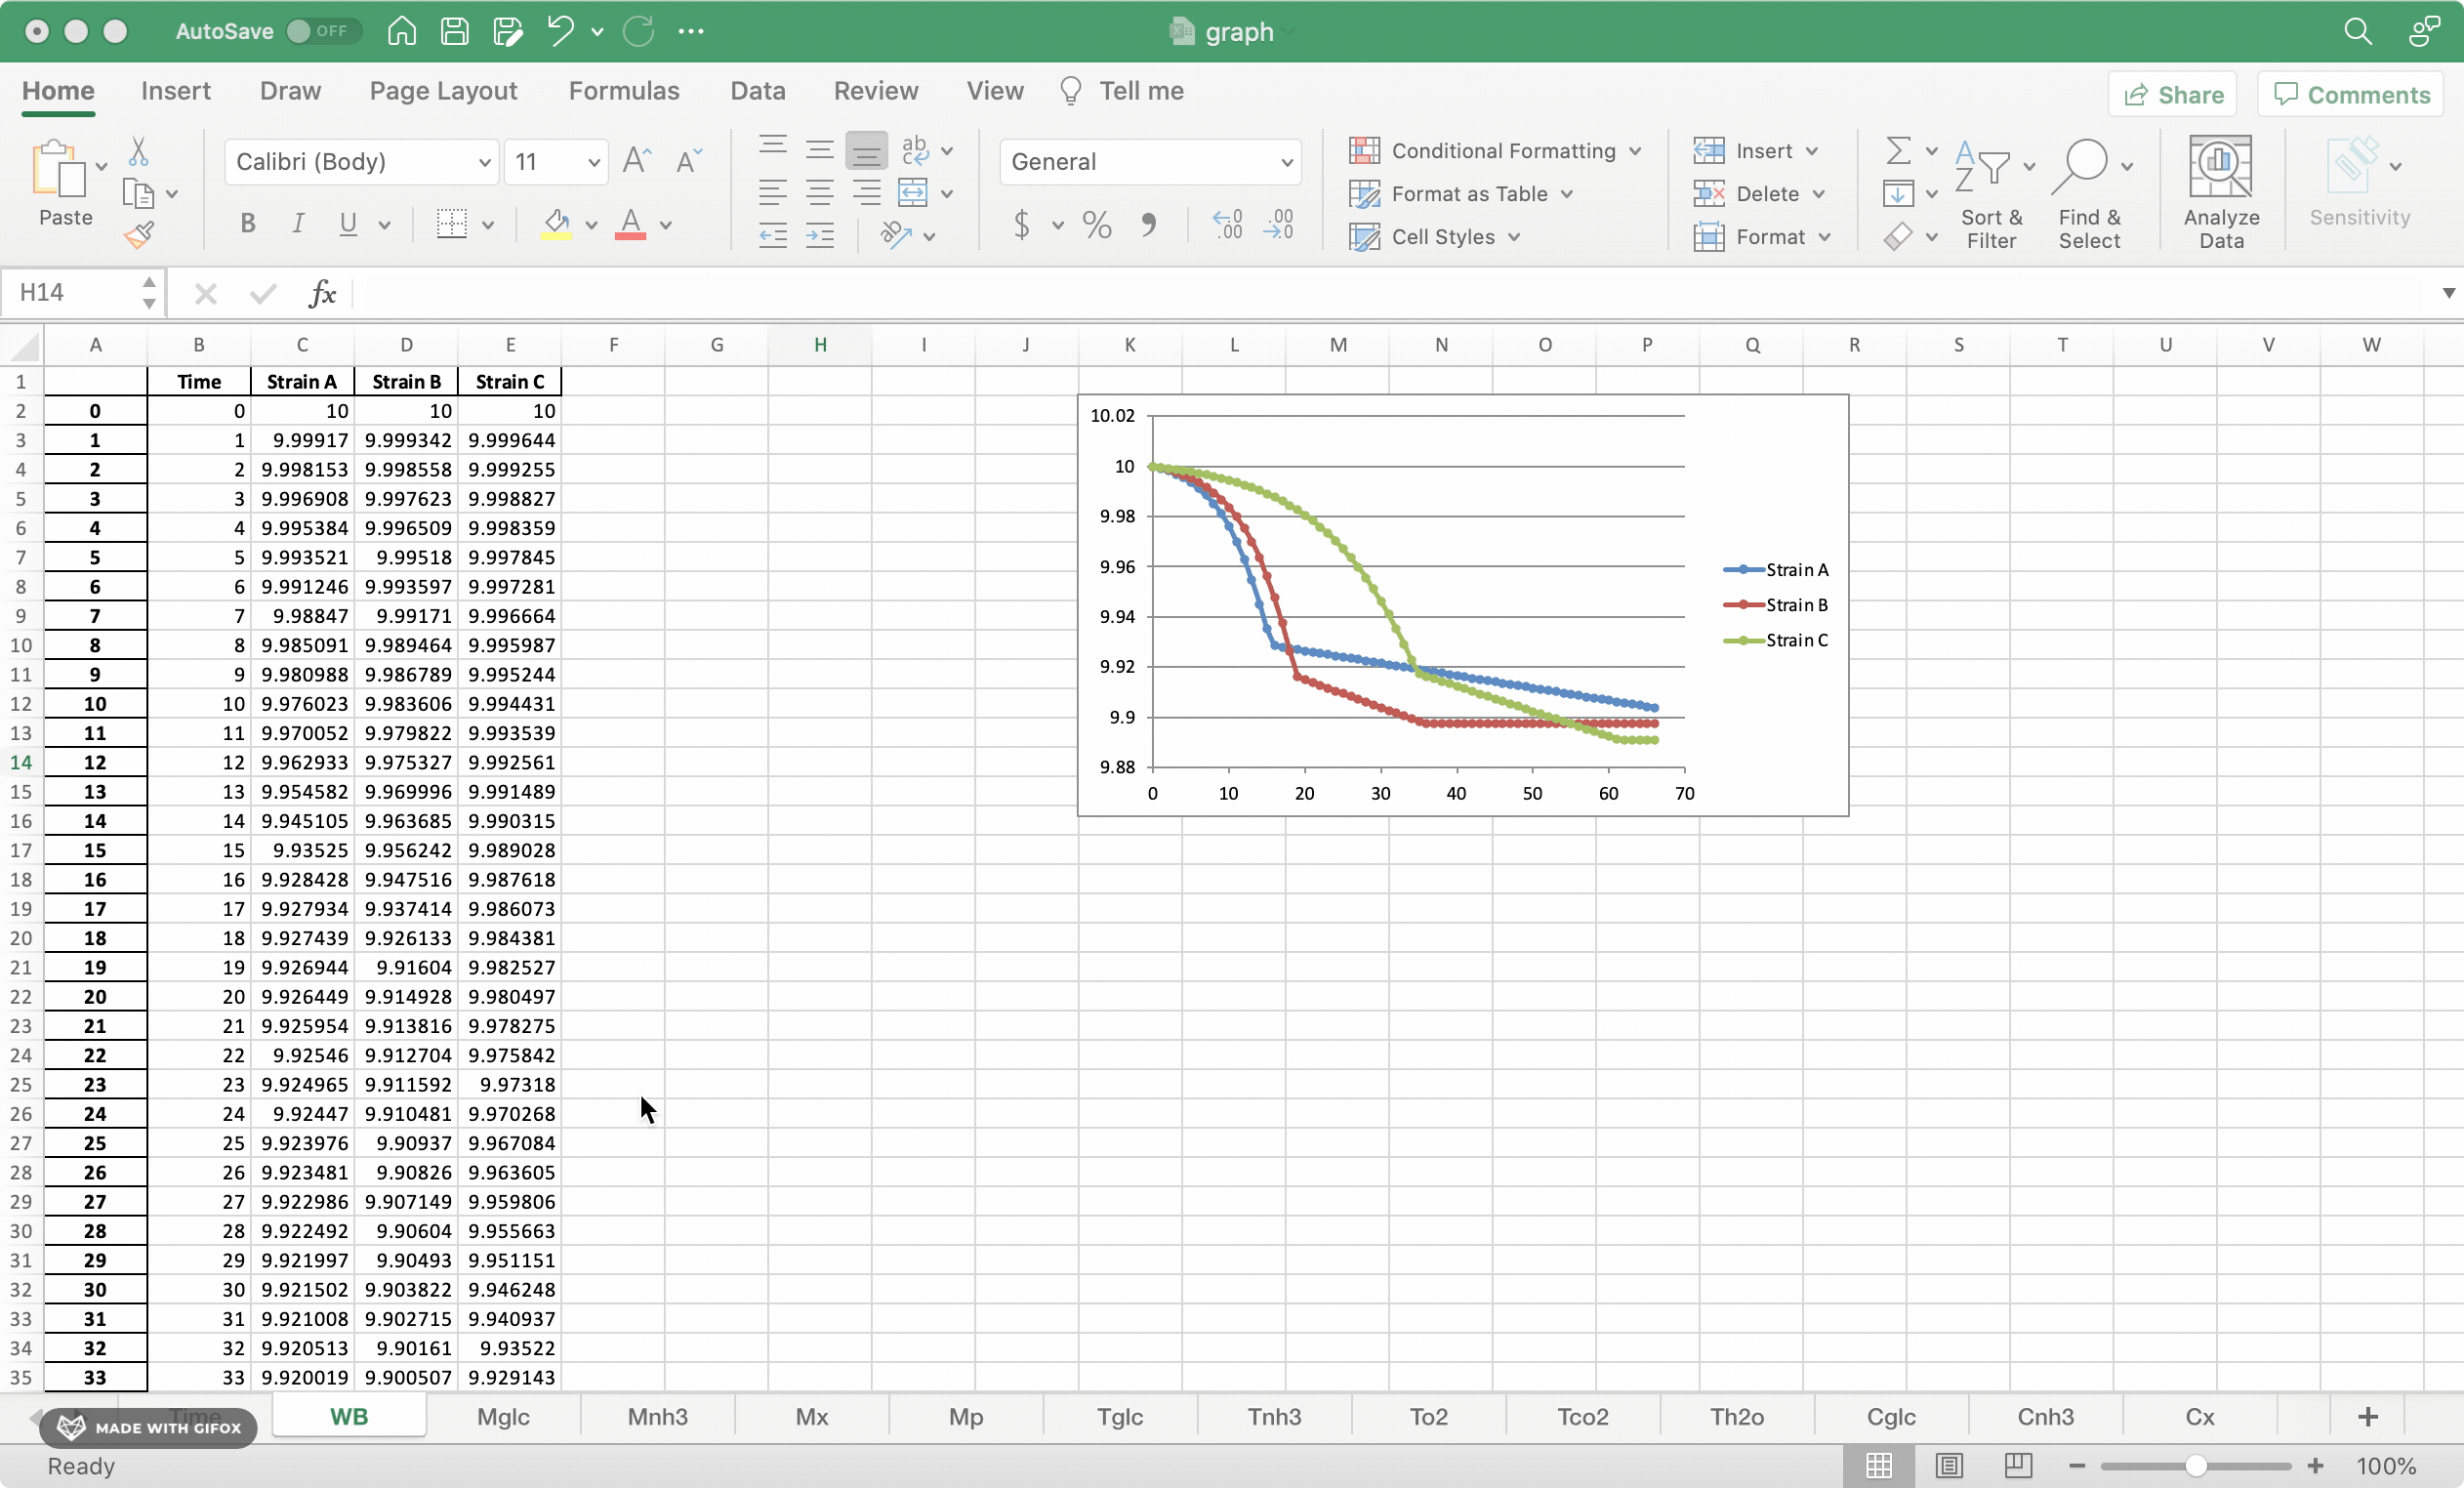 AutoSave OFF graph
Home Insert Draw Page Layout Formulas Data Review View Tell me Share Comments
Paste
Calibri (Body) 11
B I U A
ab c
General
$ % 9
Conditional Formatting
Format as Table
Cell Styles
Insert
Delete
Format
Sort & Filter
Find & Select
Analyze Data
Sensitivity
H14 fx
A B C D E F G H I J K L M N O P Q R S T U V W
1 Time Strain A Strain B Strain C
2 0 0 10 10 10
3 1 1 9.99917 9.999342 9.999644
4 2 2 9.998153 9.998558 9.999255
5 3 3 9.996908 9.997623 9.998827
6 4 4 9.995384 9.996509 9.998359
7 5 5 9.993521 9.99518 9.997845
8 6 6 9.991246 9.993597 9.997281
9 7 7 9.98847 9.99171 9.996664
10 8 8 9.985091 9.989464 9.995987
11 9 9 9.980988 9.986789 9.995244
12 10 10 9.976023 9.983606 9.994431
13 11 11 9.970052 9.979822 9.993539
14 12 12 9.962933 9.975327 9.992561
15 13 13 9.954582 9.969996 9.991489
16 14 14 9.945105 9.963685 9.990315
17 15 15 9.93525 9.956242 9.989028
18 16 16 9.928428 9.947516 9.987618
19 17 17 9.927934 9.937414 9.986073
20 18 18 9.927439 9.926133 9.984381
21 19 19 9.926944 9.91604 9.982527
22 20 20 9.926449 9.914928 9.980497
23 21 21 9.925954 9.913816 9.978275
24 22 22 9.92546 9.912704 9.975842
25 23 23 9.924965 9.911592 9.97318
26 24 24 9.92447 9.910481 9.970268
27 25 25 9.923976 9.90937 9.967084
28 26 26 9.923481 9.90826 9.963605
29 27 27 9.922986 9.907149 9.959806
30 28 28 9.922492 9.90604 9.955663
31 29 29 9.921997 9.90493 9.951151
32 30 30 9.921502 9.903822 9.946248
33 31 31 9.921008 9.902715 9.940937
34 32 32 9.920513 9.90161 9.93522
35 33 33 9.920019 9.900507 9.929143
10.02
10
9.98
9.96
9.94
9.92
9.9
9.88
0 10 20 30 40 50 60 70
Strain A
Strain B
Strain C
Time WB Mglc Mnh3 Mx Mp Tglc Tnh3 To2 Tco2 Th2o Cglc Cnh3 Cx +
MADE WITH GIFOX
Ready 100%